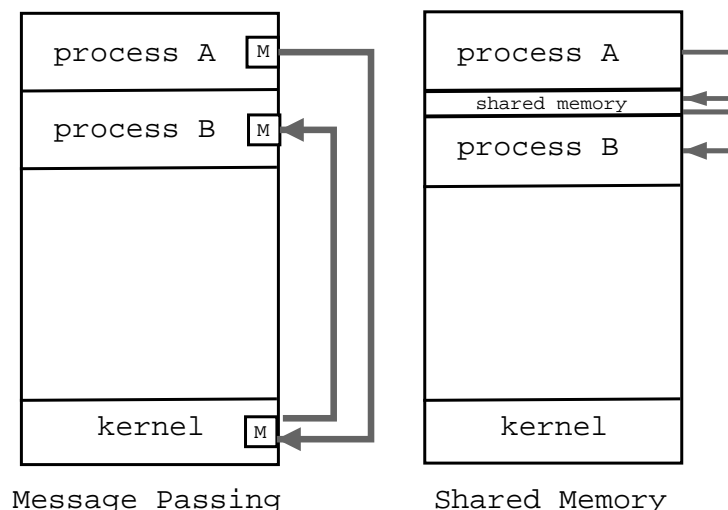 process A M
process B M
kernel M
Message Passing
process A
shared memory
process B
kernel
Shared Memory